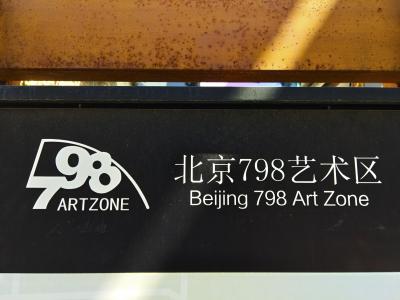 798
ARTZONE
北京798艺术区
Beijing 798 Art Zone